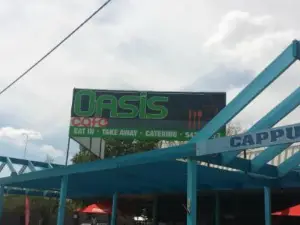 Oasis
cafe
EAT IN · TAKE AWAY · CATERING ·
CAPPU